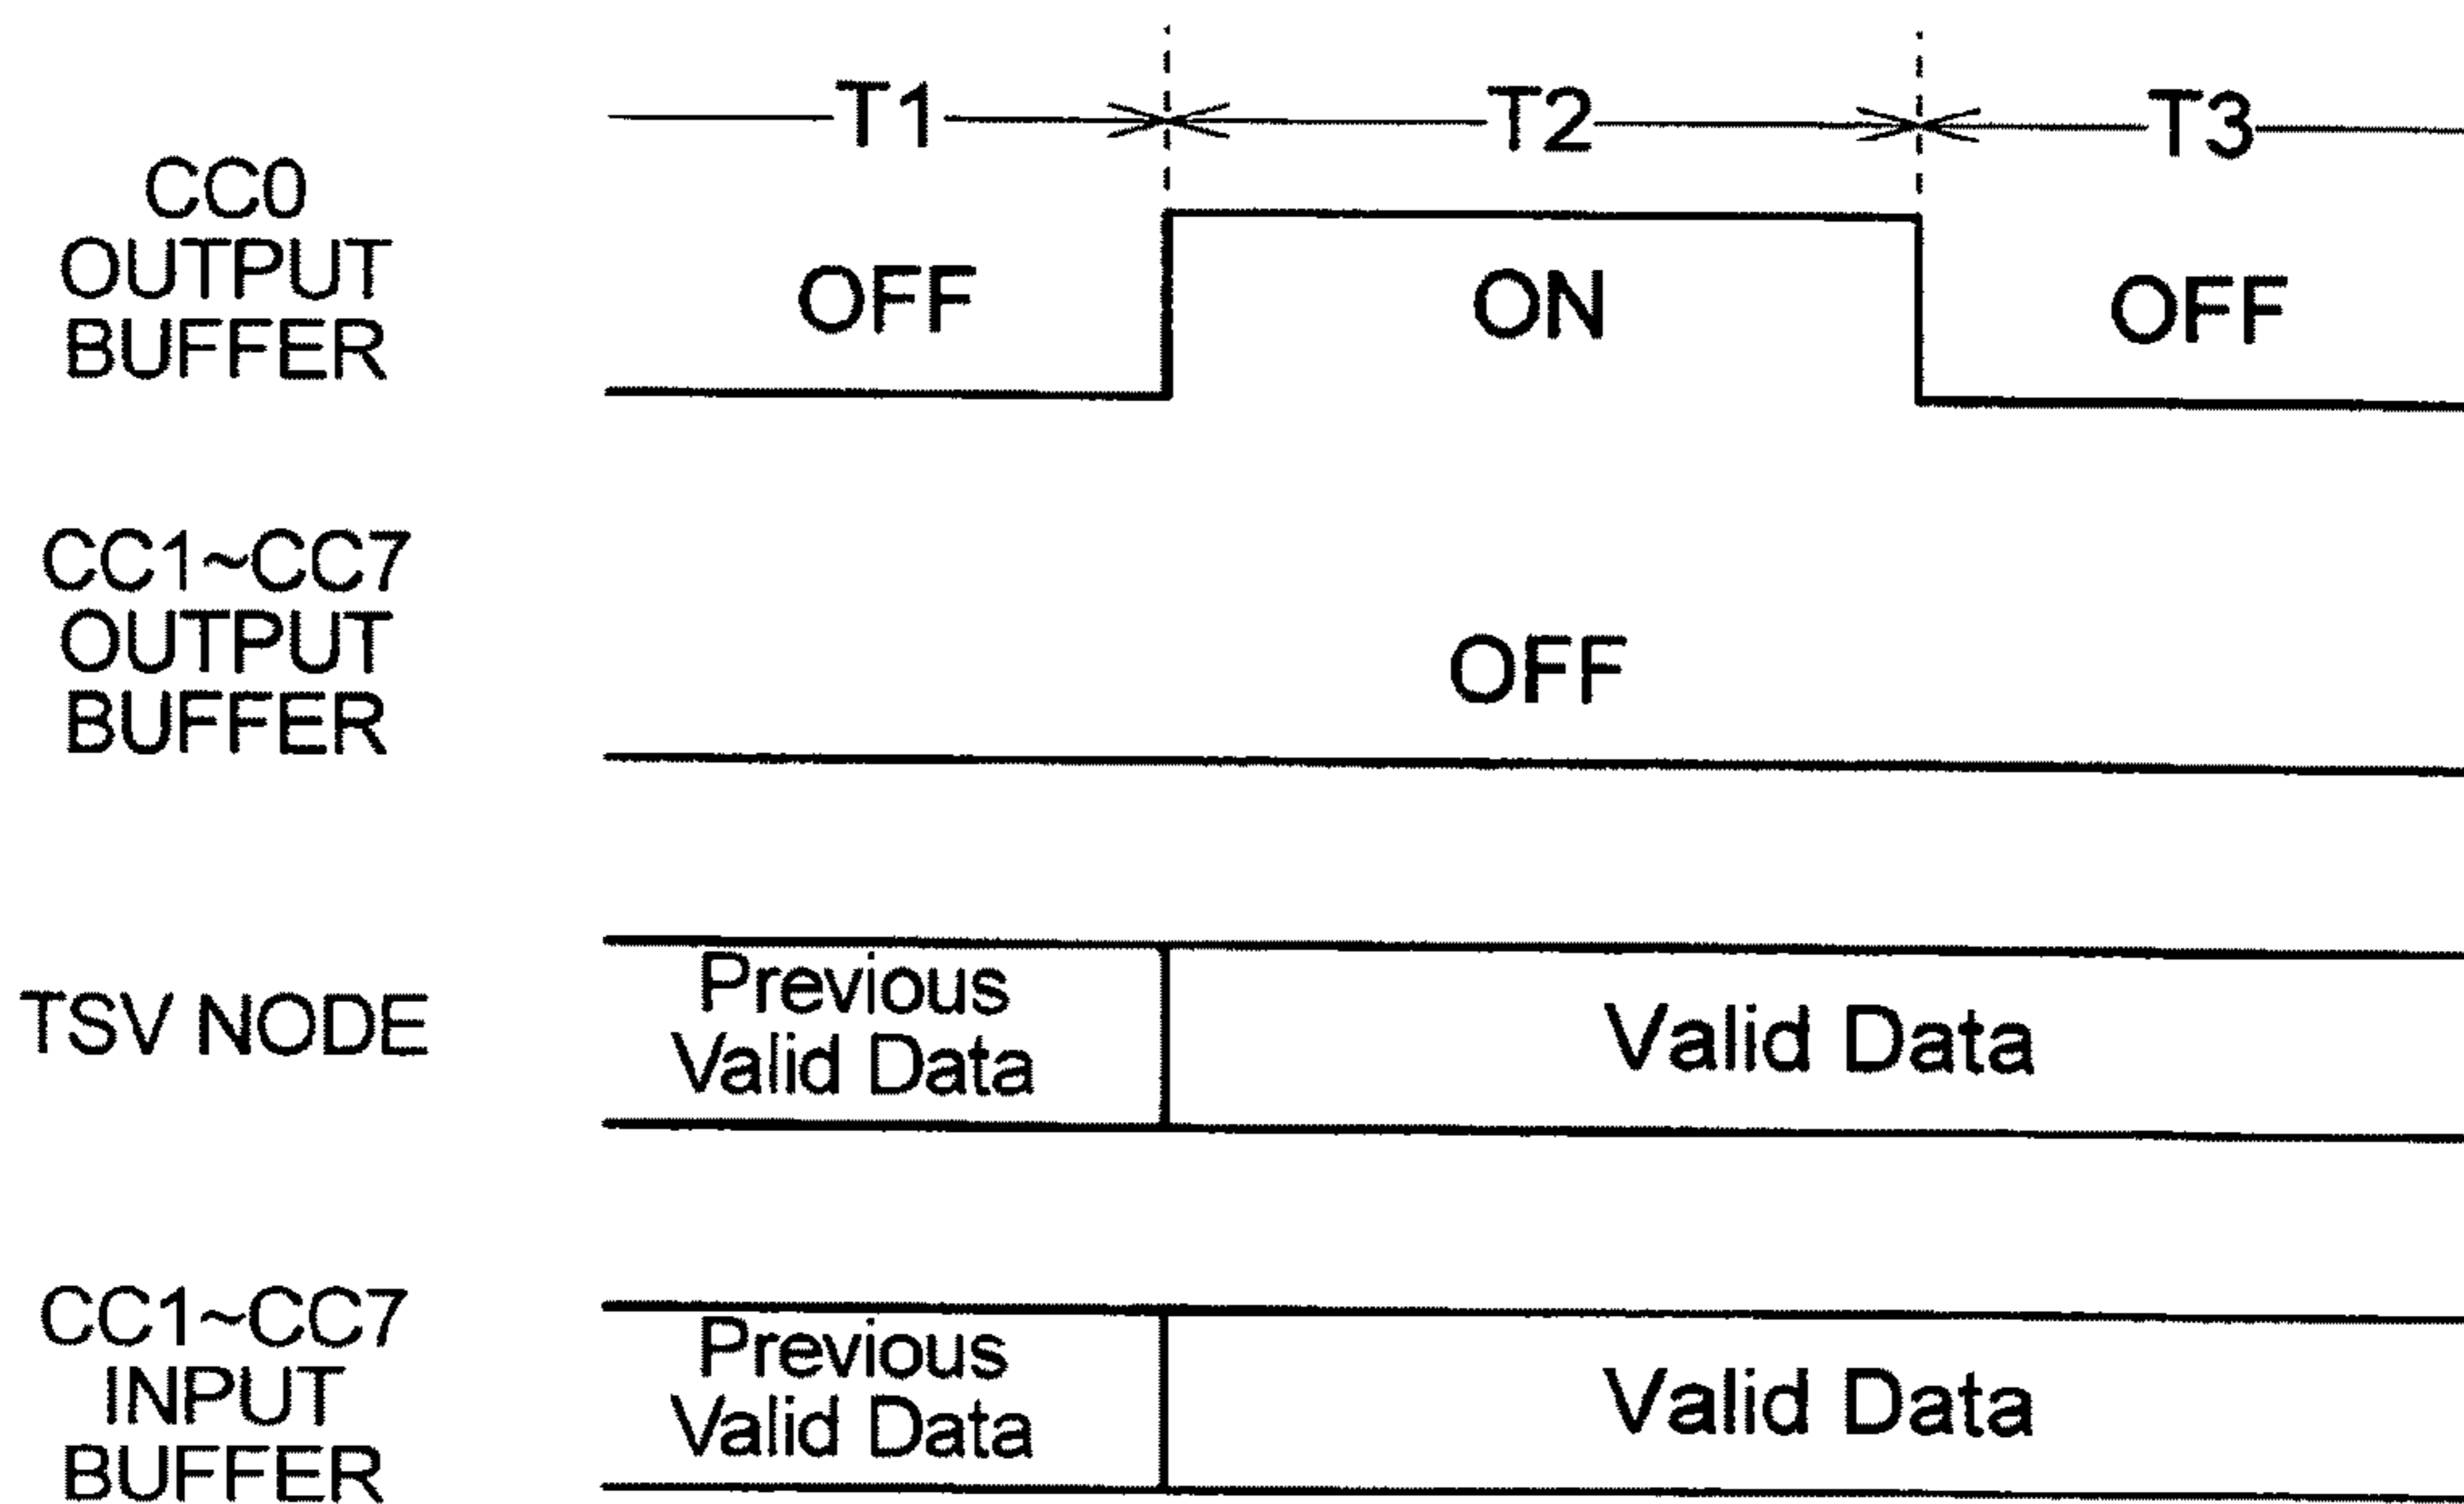 T1 T2 T3
CC0
OUTPUT
BUFFER
OFF ON OFF
CC1~CC7
OUTPUT
BUFFER
OFF
TSV NODE
Previous
Valid Data
Valid Data
CC1~CC7
INPUT
BUFFER
Previous
Valid Data
Valid Data